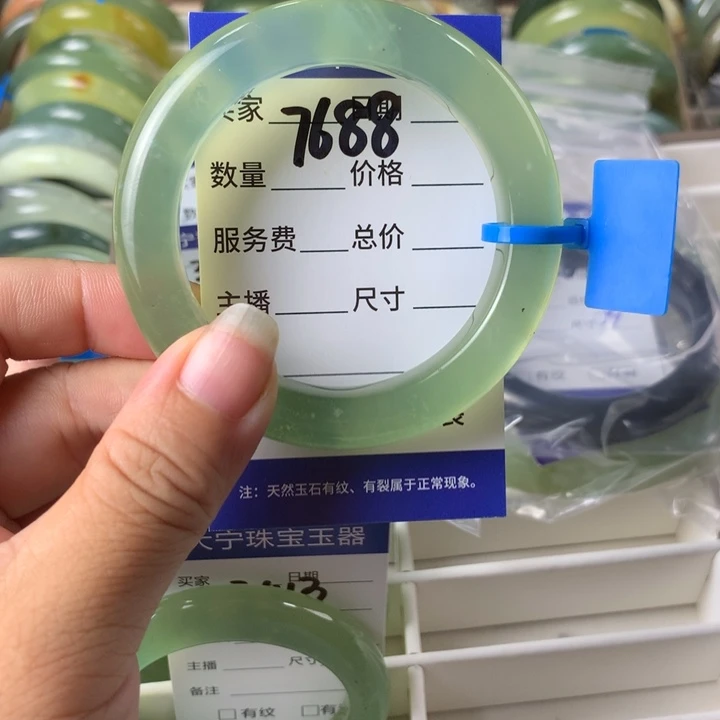 买家 日期
7688
数量 价格
服务费 总价
主播 尺寸
注：天然玉石有纹、有裂属于正常现象。
天宁珠宝玉器
买家 日期
主播 尺寸
备注
□有纹 □有